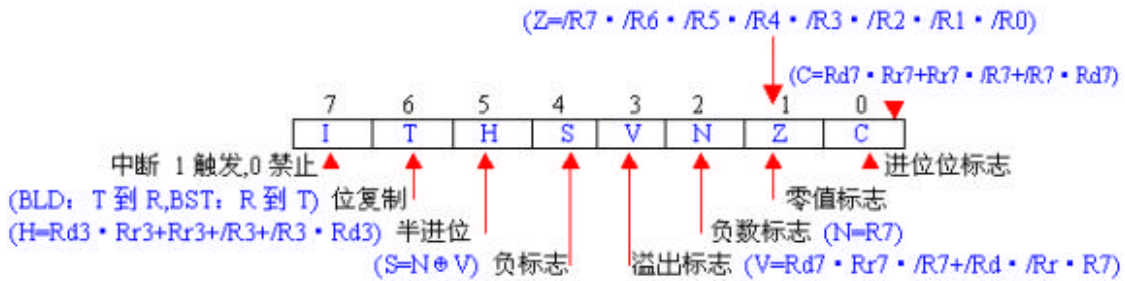 (Z=/R7·/R6·/R5·/R4·/R3·/R2·/R1·/R0)
(C=Rd7·Rr7+Rr7·/R7+/R7·Rd7)
7 6 5 4 3 2 1 0
I T H S V N Z C
中断 1 触发,0 禁止 进位位标志
(BLD: T 到 R,BST: R 到 T) 位复制 零值标志
(H=Rd3·Rr3+Rr3+/R3+/R3·Rd3) 半进位 负数标志 (N=R7)
(S=N⊕V) 负标志 溢出标志 (V=Rd7·Rr7·/R7+/Rd·/Rr·R7)